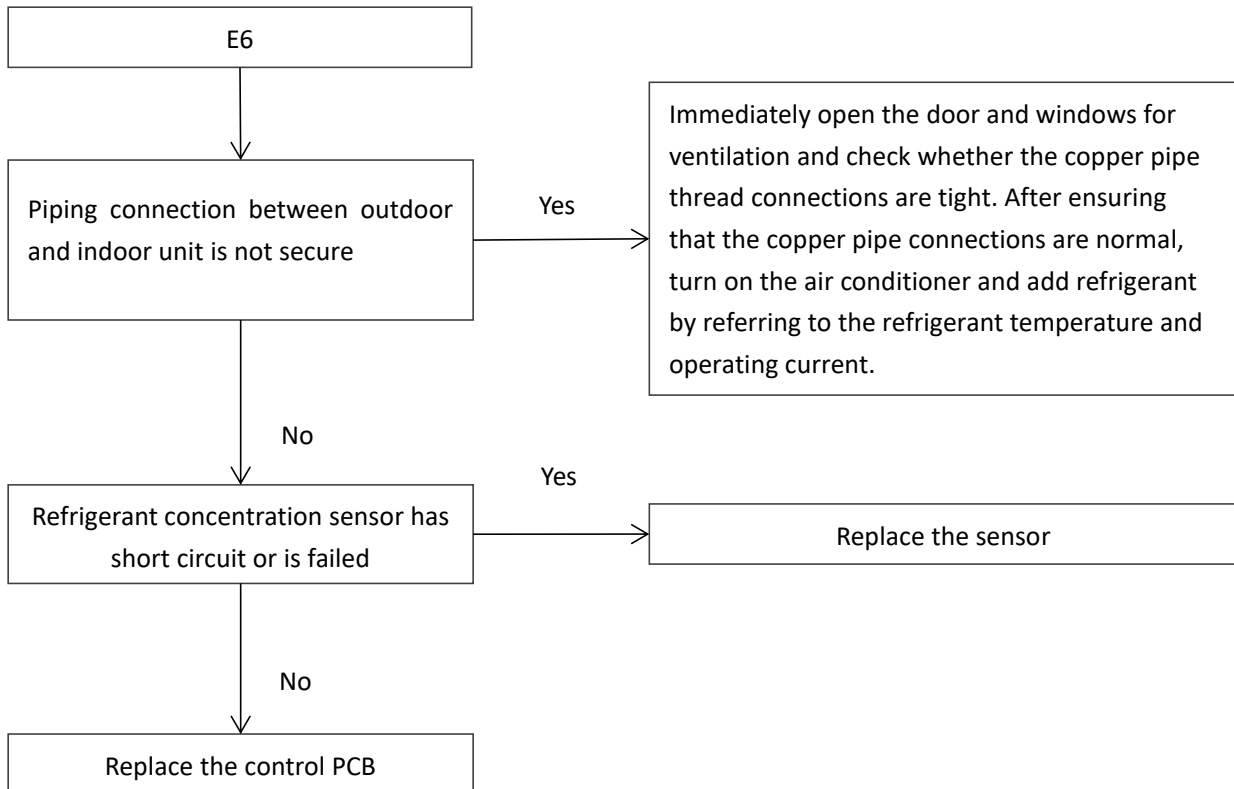 E6
Piping connection between outdoor
and indoor unit is not secure
Yes
Immediately open the door and windows for
ventilation and check whether the copper pipe
thread connections are tight. After ensuring
that the copper pipe connections are normal,
turn on the air conditioner and add refrigerant
by referring to the refrigerant temperature and
operating current.
No
Refrigerant concentration sensor has
short circuit or is failed
Yes
Replace the sensor
No
Replace the control PCB